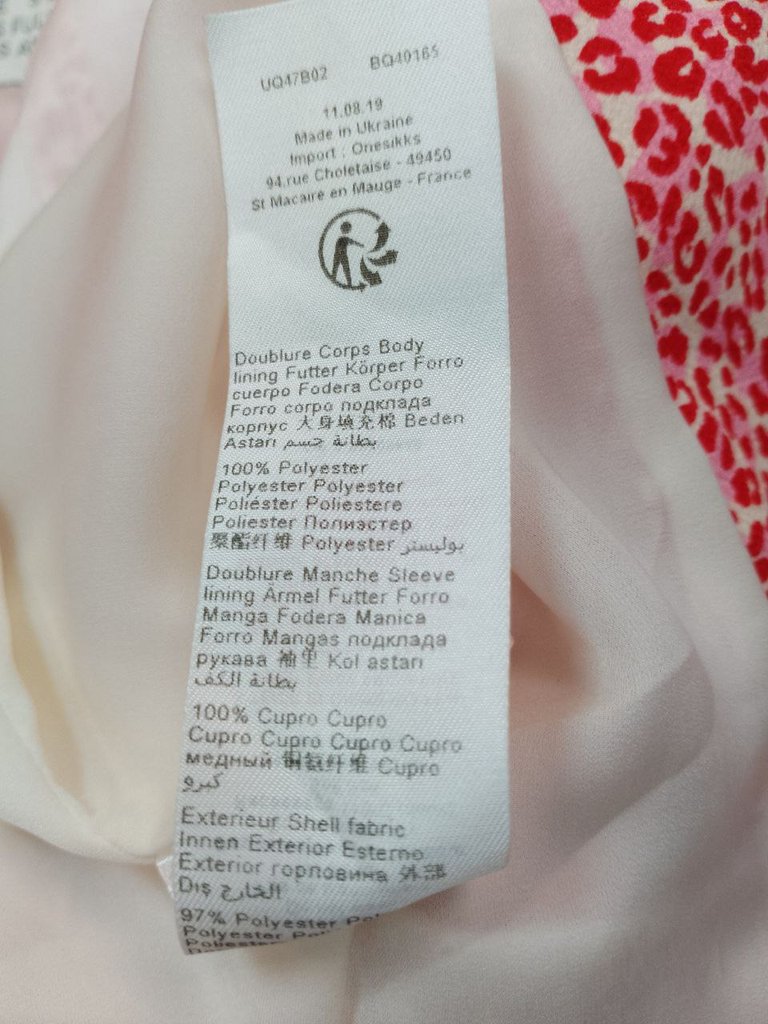 UQ47B02 BQ40165
11.08.19
Made in Ukraine
Import : Onesikks
94.rue Choletaise - 49450
St Macaire en Mauge - France
Doublure Corps Body
lining Futter Körper Forro
cuerpo Fodera Corpo
Forro corpo подклада
корпус 大身填充棉 Beden
Astarı بطانة جسم
100% Polyester
Polyester Polyester
Poliéster Poliestere
Poliester Полиэстер
聚酯纤维 Polyester بوليستر
Doublure Manche Sleeve
lining Ärmel Futter Forro
Manga Fodera Manica
Forro Mangas подклада
рукава 袖里 Kol astarı
بطانة الكف
100% Cupro Cupro
Cupro Cupro Cupro Cupro
медный 铜氨纤维 Cupro
كبرو
Exterieur Shell fabric
Innen Exterior Esterno
Exterior горловина 外部
Dış الخارج
97% Polyester
Polyester